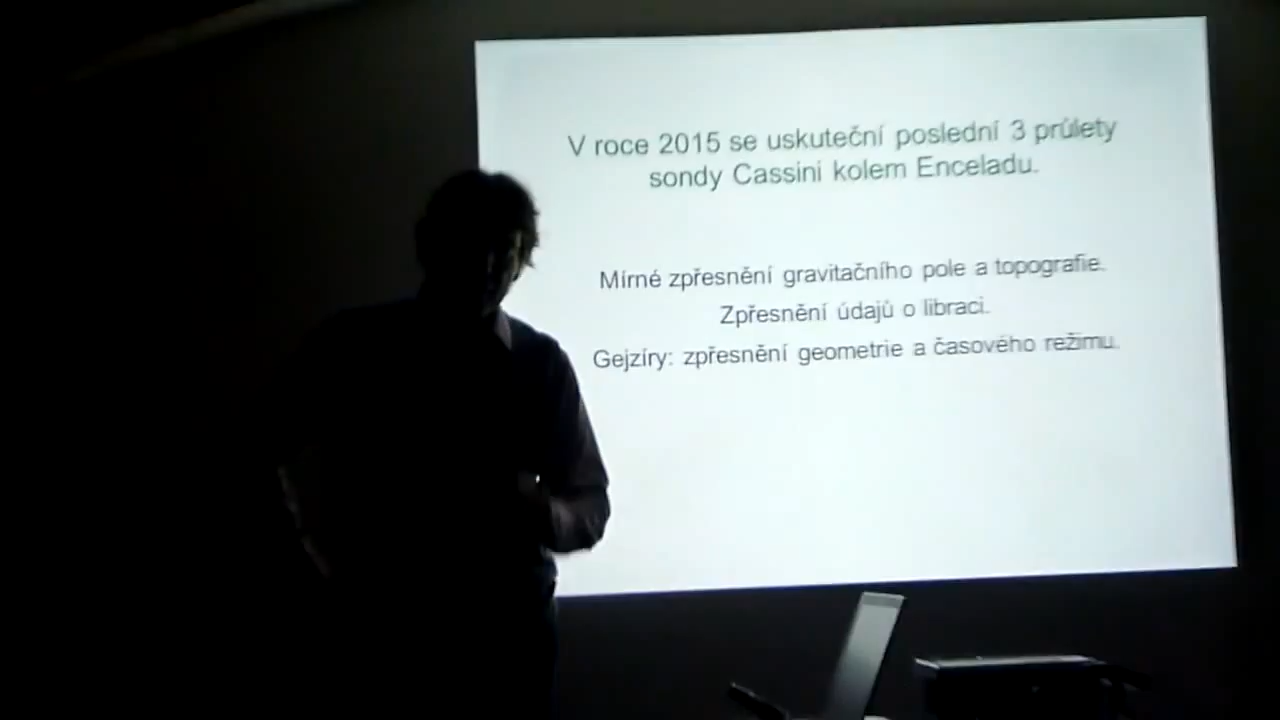 V roce 2015 se uskuteční poslední 3 průlety
sondy Cassini kolem Enceladu.
Mírné zpřesnění gravitačního pole a topografie.
Zpřesnění údajů o libraci.
Gejzíry: zpřesnění geometrie a časového režimu.